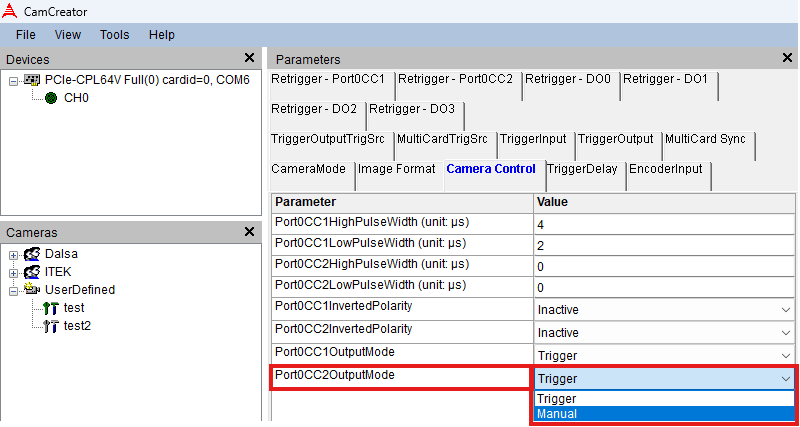 CamCreator
File View Tools Help
Devices
PCIe-CPL64V Full(0) cardid=0, COM6
CH0
Cameras
Dalsa
ITEK
UserDefined
test
test2
Parameters
Retrigger - Port0CC1 Retrigger - Port0CC2 Retrigger - DO0 Retrigger - DO1
Retrigger - DO2 Retrigger - DO3
TriggerOutputTrigSrc MultiCardTrigSrc TriggerInput TriggerOutput MultiCard Sync
CameraMode Image Format Camera Control TriggerDelay EncoderInput
Parameter Value
Port0CC1HighPulseWidth (unit: µs) 4
Port0CC1LowPulseWidth (unit: µs) 2
Port0CC2HighPulseWidth (unit: µs) 0
Port0CC2LowPulseWidth (unit: µs) 0
Port0CC1InvertedPolarity Inactive
Port0CC2InvertedPolarity Inactive
Port0CC1OutputMode Trigger
Port0CC2OutputMode Trigger
Trigger
Manual